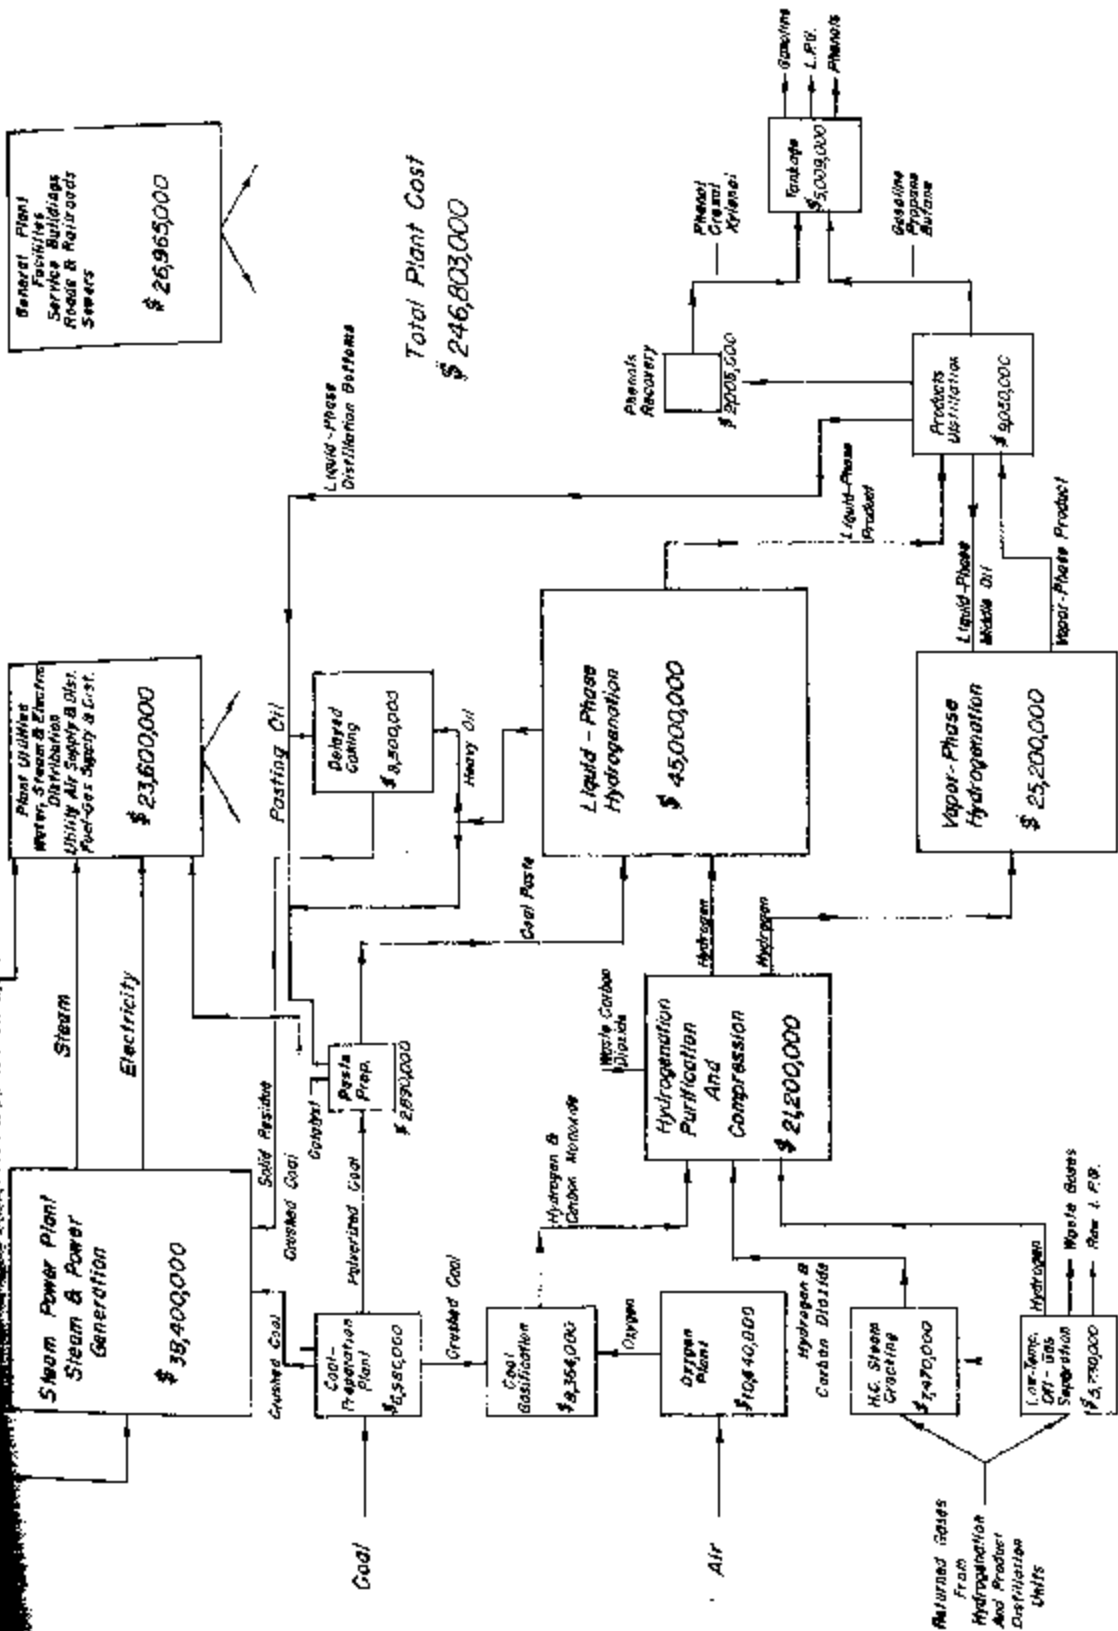 General Plant
Facilities
Service Buildings
Roads & Railroads
Sewers
$ 26,965,000
Total Plant Cost
$ 246,803,000
Plant Utilities
Water, Steam & Electric
Distribution
Utility Air Supply & Dist.
Fuel-Gas Supply & Dist.
$ 23,600,000
Steam
Electricity
Steam Power Plant
Steam & Power
Generation
$ 38,400,000
Solid Residue
Crushed Coal
Crushed Coal
Coal
Coal-
Preparation
Plant
Pulverized Coal
Catalyst
Paste
Prep.
Pasting Oil
Delayed
Coking
Heavy Oil
Liquid-Phase
Distillation Bottoms
Crushed Coal
Coal
Gasification
Hydrogen &
Carbon Monoxide
Coal Paste
Liquid-Phase
Hydrogenation
$ 45,000,000
Liquid-Phase
Product
Phenols
Recovery
Phenol
Cresol
Xylenol
Tankage
$ 5,009,000
Gasoline
L.P.G.
Phenols
Gasoline
Propane
Butane
Air
Oxygen
Plant
Oxygen
Waste Carbon
Dioxide
Hydrogenation
Purification
And
Compression
$ 21,200,000
Hydrogen
Hydrogen
Products
Distillation
Liquid-Phase
Middle Oil
Vapor-Phase Product
Vapor-Phase
Hydrogenation
$ 25,200,000
Hydrogen &
Carbon Dioxide
H.C. Steam
Cracking
$ 7,470,000
Low-Temp.
Off-Gas
Separation
Hydrogen
Waste Gases
Raw L.P.G.
Returned Gases
From
Hydrogenation
And Product
Distillation
Units